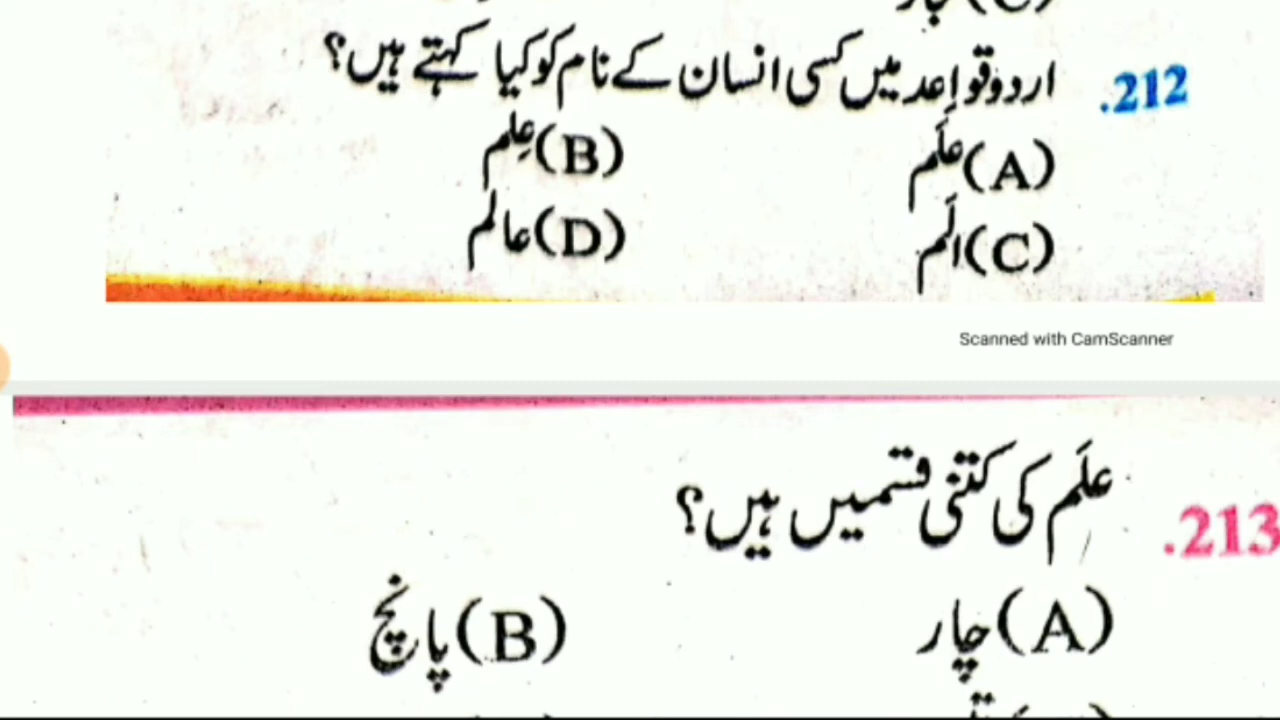 212. اردو قواعد میں کسی انسان کے نام کو کیا کہتے ہیں؟
(A) عَلَم (B) عِلم
(C) اَلَم (D) عالم
Scanned with CamScanner
213. عَلَم کی کتنی قسمیں ہیں؟
(A) چار (B) پانچ